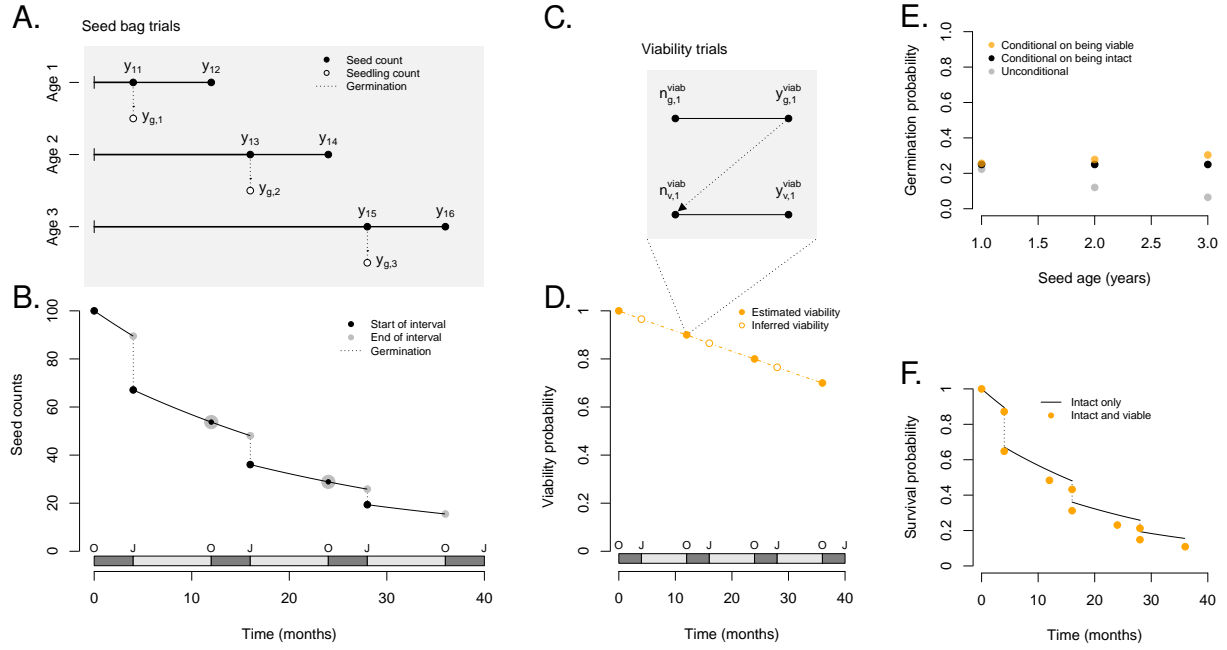 A.
Seed bag trials
Age 1
Age 2
Age 3
y11
y12
yg,1
y13
y14
yg,2
y15
y16
yg,3
Seed count
Seedling count
Germination
B.
Seed counts
100
80
60
40
20
0
Start of interval
End of interval
Germination
O J O J O J O J
0 10 20 30 40
Time (months)
C.
Viability trials
n^viab_g,1
y^viab_g,1
n^viab_v,1
y^viab_v,1
D.
Viability probability
1
0.8
0.6
0.4
0.2
0
Estimated viability
Inferred viability
O J O J O J O J
0 10 20 30 40
Time (months)
E.
Germination probability
1.0
0.8
0.6
0.4
0.2
0.0
Conditional on being viable
Conditional on being intact
Unconditional
1.0 1.5 2.0 2.5 3.0
Seed age (years)
F.
Survival probability
1
0.8
0.6
0.4
0.2
0
Intact only
Intact and viable
0 10 20 30 40
Time (months)